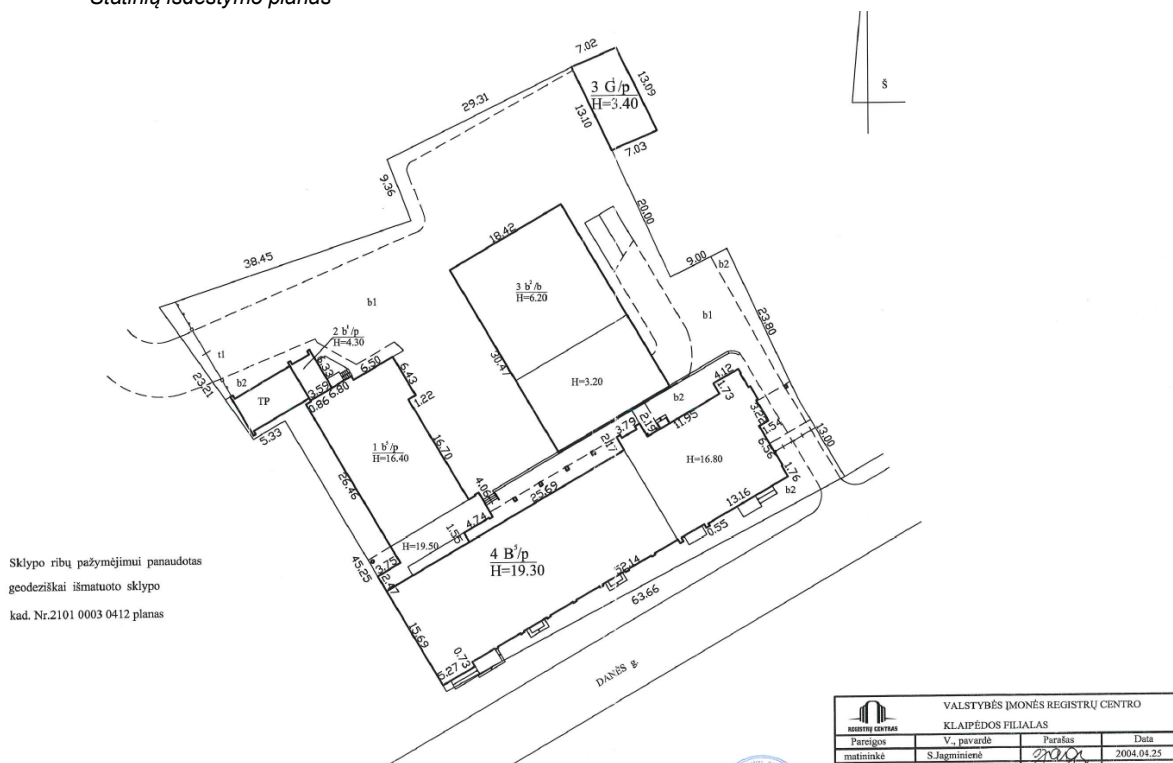 Statinių išdėstymo planas
7.02
3 G¹/p
H=3.40
13.09
13.10
7.03
š
29.31
9.36
20.00
38.45
18.42
9.00
b2
b1
3 b⁵/b
H=6.20
b1
23.80
2 b¹/p
H=4.30
t1
23.21
b2
TP
6.33
6.50
3.59
6.80
0.86
6.43
1.22
30.47
H=3.20
4.12
1.73
b2
5.33
1 b⁵/p
H=16.40
16.70
3.79
2.19
11.95
3.22
1.54
13.00
2.17
H=16.80
6.56
1.76
26.46
4.06
25.69
13.16
b2
4.74
1.55
0.55
H=19.50
4 B⁵/p
H=19.30
3.75
2.47
45.25
52.14
63.66
15.69
0.73
5.27
DANĖS g.
Sklypo ribų pažymėjimui panaudotas
geodeziškai išmatuoto sklypo
kad. Nr.2101 0003 0412 planas
REGISTRŲ CENTRAS
VALSTYBĖS ĮMONĖS REGISTRŲ CENTRO
KLAIPĖDOS FILIALAS
Pareigos V., pavardė Parašas Data
matininkė S.Jagminienė 2004.04.25